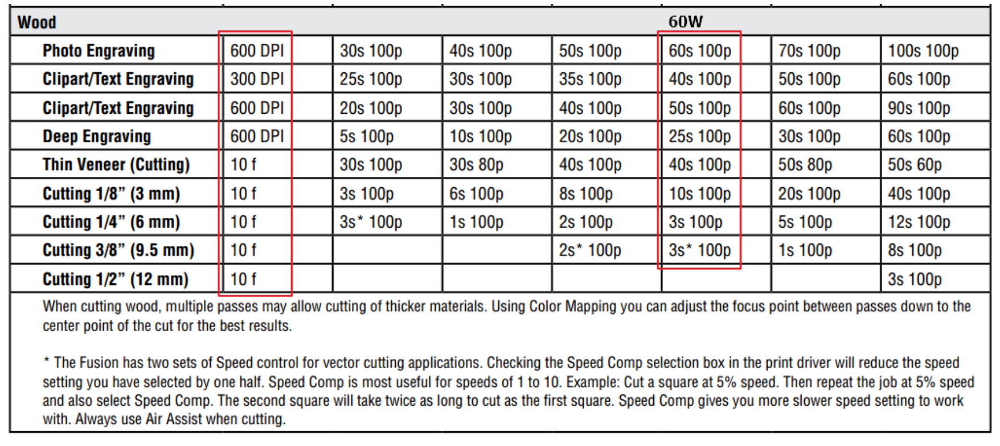 Wood 60W
Photo Engraving 600 DPI 30s 100p 40s 100p 50s 100p 60s 100p 70s 100p 100s 100p
Clipart/Text Engraving 300 DPI 25s 100p 30s 100p 35s 100p 40s 100p 50s 100p 60s 100p
Clipart/Text Engraving 600 DPI 20s 100p 30s 100p 40s 100p 50s 100p 60s 100p 90s 100p
Deep Engraving 600 DPI 5s 100p 10s 100p 20s 100p 25s 100p 30s 100p 60s 100p
Thin Veneer (Cutting) 10 f 30s 100p 30s 80p 40s 100p 40s 100p 50s 80p 50s 60p
Cutting 1/8” (3 mm) 10 f 3s 100p 6s 100p 8s 100p 10s 100p 20s 100p 40s 100p
Cutting 1/4” (6 mm) 10 f 3s* 100p 1s 100p 2s 100p 3s 100p 5s 100p 12s 100p
Cutting 3/8” (9.5 mm) 10 f 2s* 100p 3s* 100p 1s 100p 8s 100p
Cutting 1/2” (12 mm) 10 f 3s 100p
When cutting wood, multiple passes may allow cutting of thicker materials. Using Color Mapping you can adjust the focus point between passes down to the
center point of the cut for the best results.
* The Fusion has two sets of Speed control for vector cutting applications. Checking the Speed Comp selection box in the print driver will reduce the speed
setting you have selected by one half. Speed Comp is most useful for speeds of 1 to 10. Example: Cut a square at 5% speed. Then repeat the job at 5% speed
and also select Speed Comp. The second square will take twice as long to cut as the first square. Speed Comp gives you more slower speed setting to work
with. Always use Air Assist when cutting.